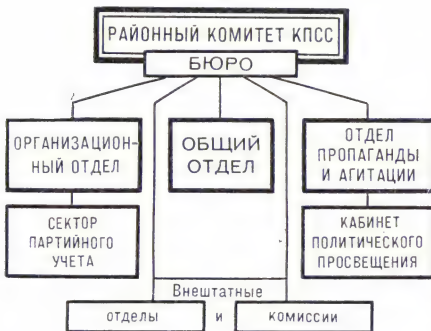 РАЙОННЫЙ КОМИТЕТ КПСС
БЮРО
ОРГАНИЗАЦИОН-
НЫЙ ОТДЕЛ
ОБЩИЙ
ОТДЕЛ
ОТДЕЛ
ПРОПАГАНДЫ
И АГИТАЦИИ
СЕКТОР
ПАРТИЙНОГО
УЧЕТА
КАБИНЕТ
ПОЛИТИЧЕСКОГО
ПРОСВЕЩЕНИЯ
Внештатные
отделы и комиссии